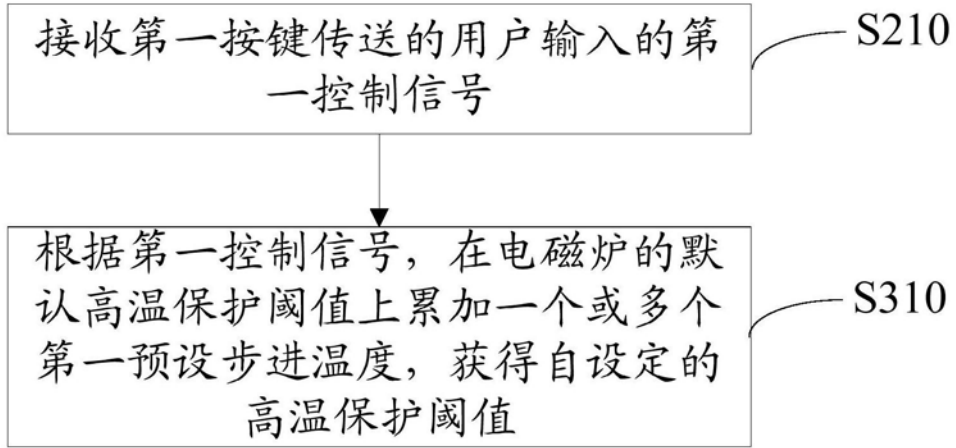 接收第一按键传送的用户输入的第
一控制信号
S210
根据第一控制信号，在电磁炉的默
认高温保护阈值上累加一个或多个
第一预设步进温度，获得自设定的
高温保护阈值
S310